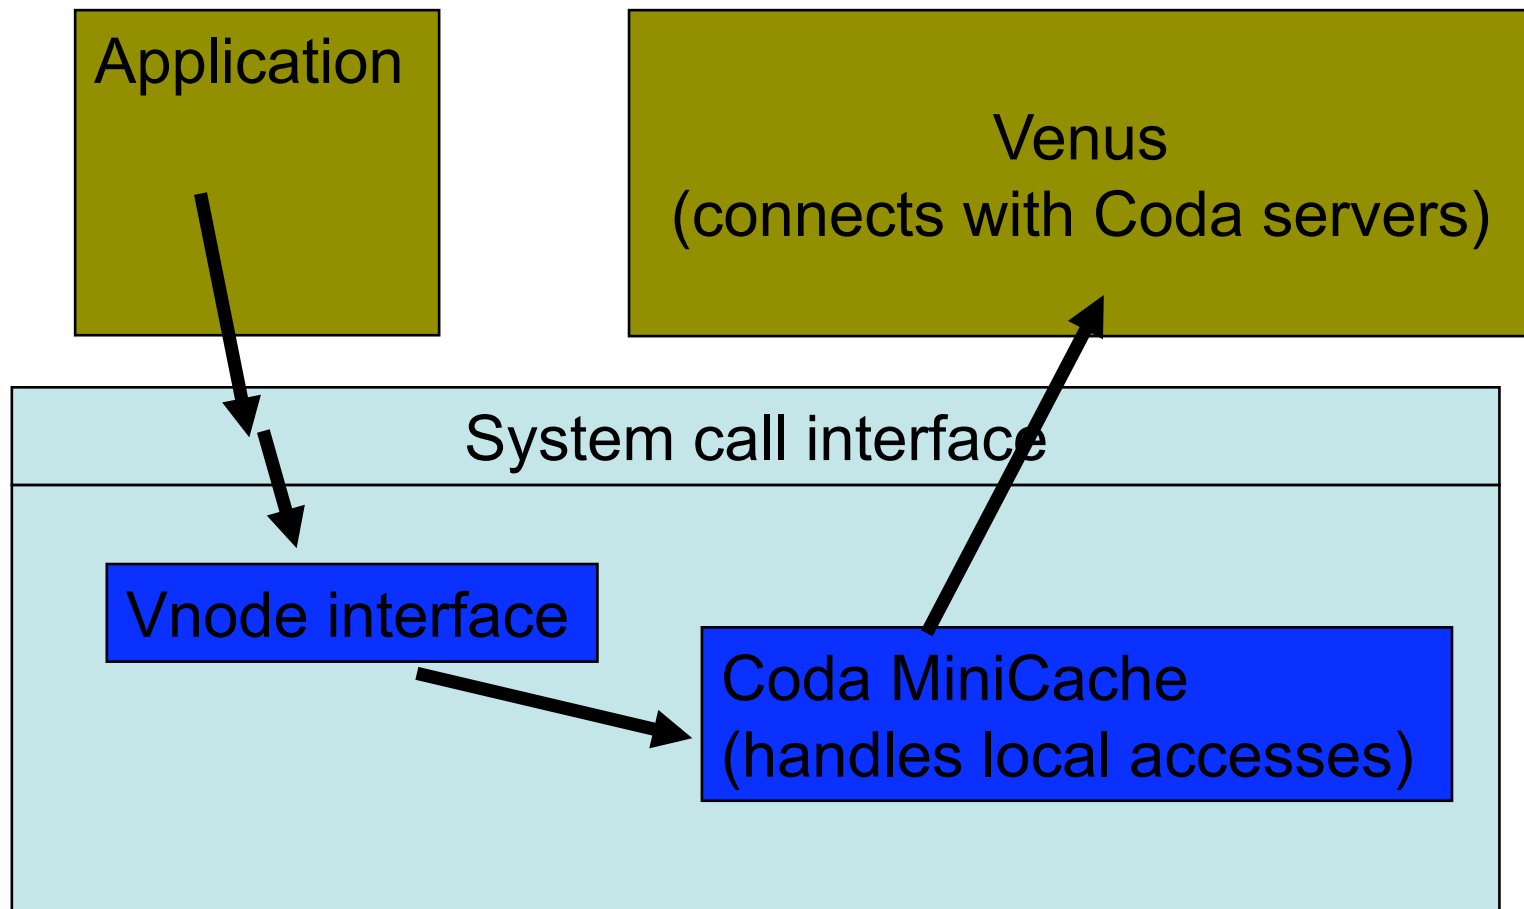 Application
Venus
(connects with Coda servers)
System call interface
Vnode interface
Coda MiniCache
(handles local accesses)